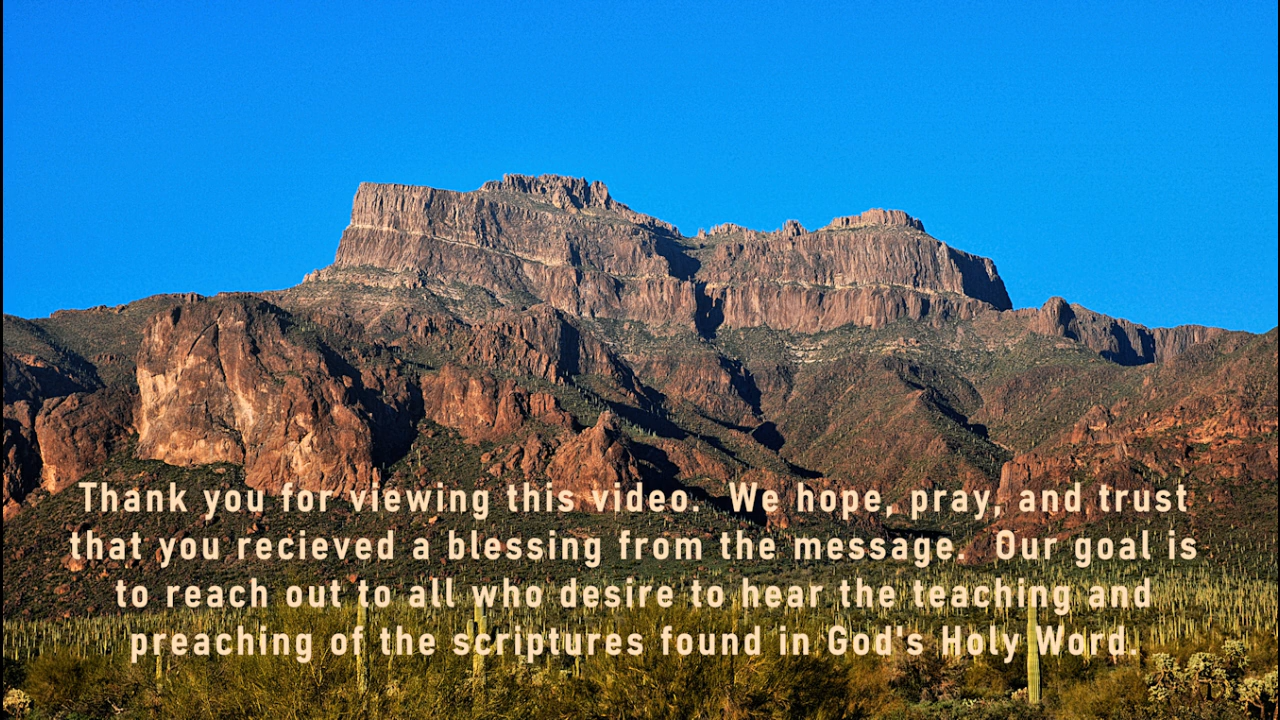 Thank you for viewing this video.  We hope, pray, and trust
that you recieved a blessing from the message.  Our goal is
to reach out to all who desire to hear the teaching and
preaching of the scriptures found in God's Holy Word.